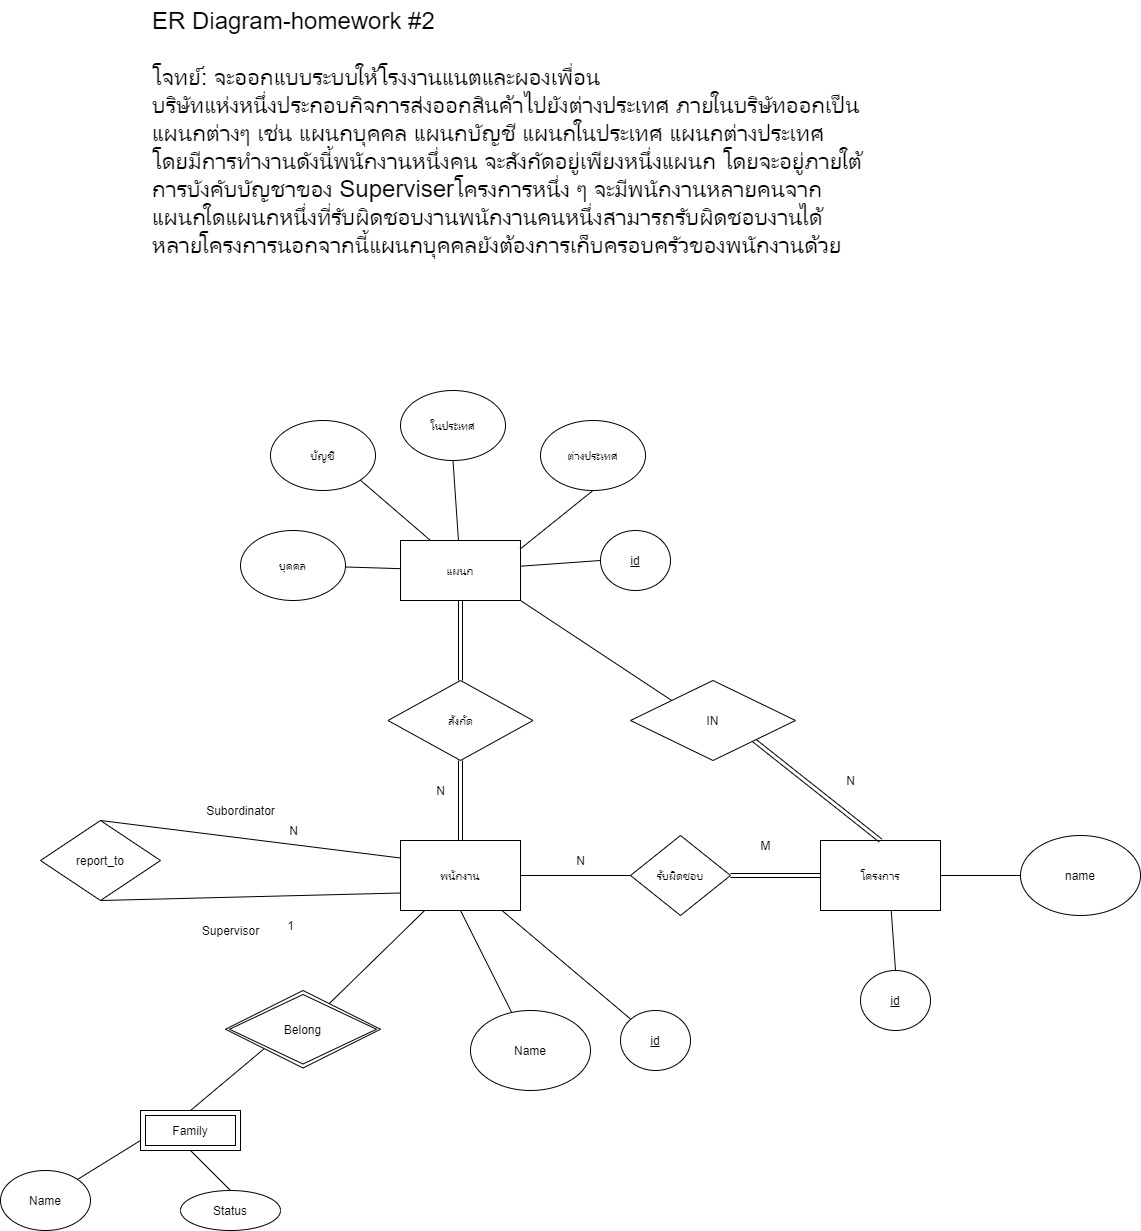 ER Diagram-homework #2
โจทย์: จะออกแบบระบบให้โรงงานแนตและผองเพื่อน
บริษัทแห่งหนึ่งประกอบกิจการส่งออกสินค้าไปยังต่างประเทศ ภายในบริษัทออกเป็น
แผนกต่างๆ เช่น แผนกบุคคล แผนกบัญชี แผนกในประเทศ แผนกต่างประเทศ
โดยมีการทำงานดังนี้พนักงานหนึ่งคน จะสังกัดอยู่เพียงหนึ่งแผนก โดยจะอยู่ภายใต้
การบังคับบัญชาของ Superviserโครงการหนึ่ง ๆ จะมีพนักงานหลายคนจาก
แผนกใดแผนกหนึ่งที่รับผิดชอบงานพนักงานคนหนึ่งสามารถรับผิดชอบงานได้
หลายโครงการนอกจากนี้แผนกบุคคลยังต้องการเก็บครอบครัวของพนักงานด้วย
ในประเทศ
บัญชี
ต่างประเทศ
บุคคล
แผนก
id
สังกัด
IN
N
N
Subordinator
N
report_to
พนักงาน
N
รับผิดชอบ
M
โครงการ
name
Supervisor
1
id
Belong
Name
id
Family
Name
Status